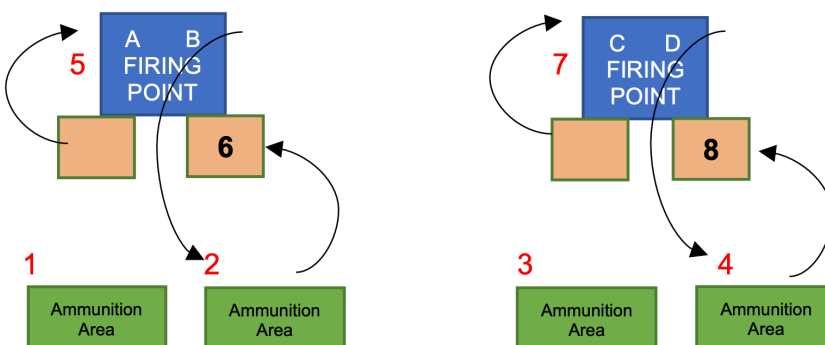 A B
FIRING
POINT
5
6
1
2
Ammunition
Area
Ammunition
Area
C D
FIRING
POINT
7
8
3
4
Ammunition
Area
Ammunition
Area